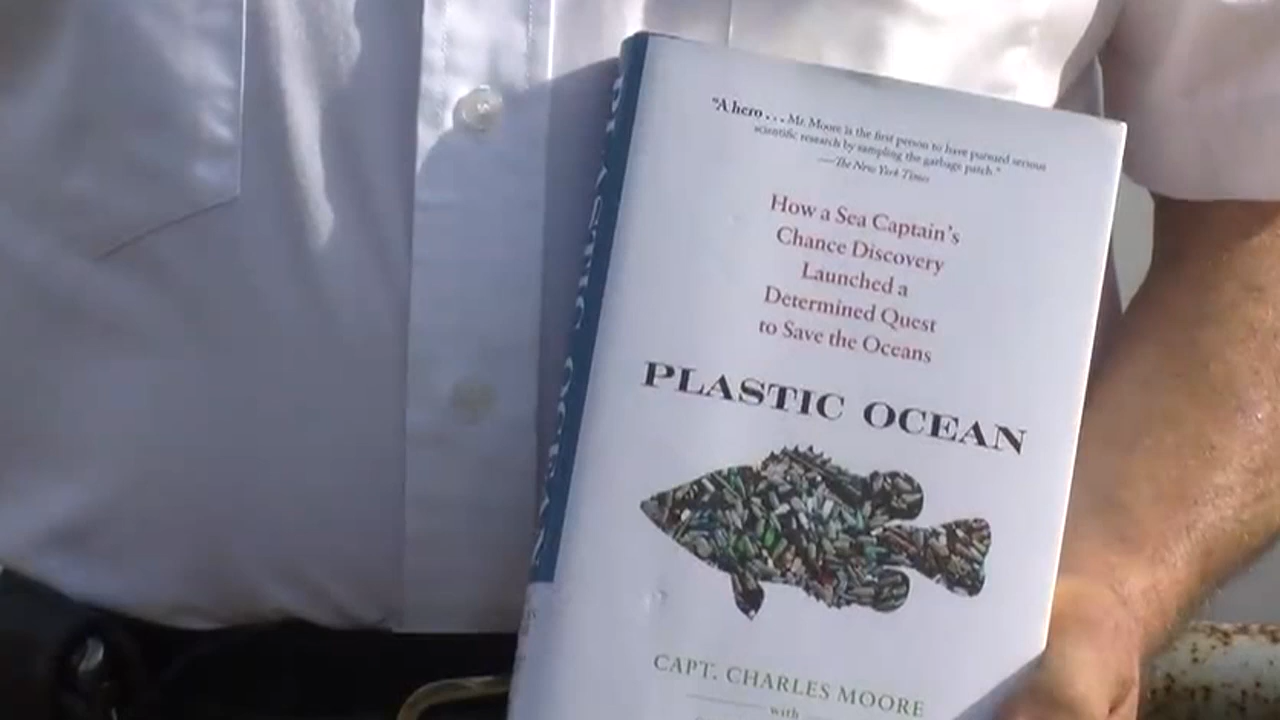 "A hero . . . Mr. Moore is the first person to have pursued serious
scientific research by sampling the garbage patch."
—The New York Times
How a Sea Captain's
Chance Discovery
Launched a
Determined Quest
to Save the Oceans
PLASTIC OCEAN
CAPT. CHARLES MOORE
with
PLASTIC OCEAN